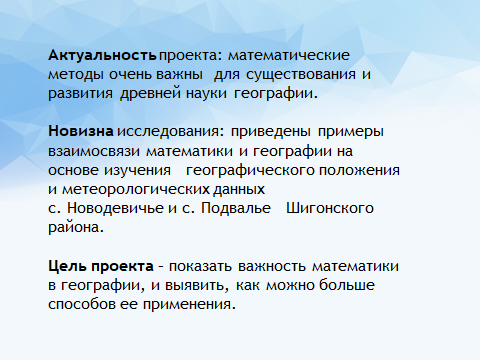 Актуальность проекта: математические
методы очень важны для существования и
развития древней науки географии.
Новизна исследования: приведены примеры
взаимосвязи математики и географии на
основе изучения географического положения
и метеорологических данных
с. Новодевичье и с. Подвалье Шигонского
района.
Цель проекта – показать важность математики
в географии, и выявить, как можно больше
способов ее применения.